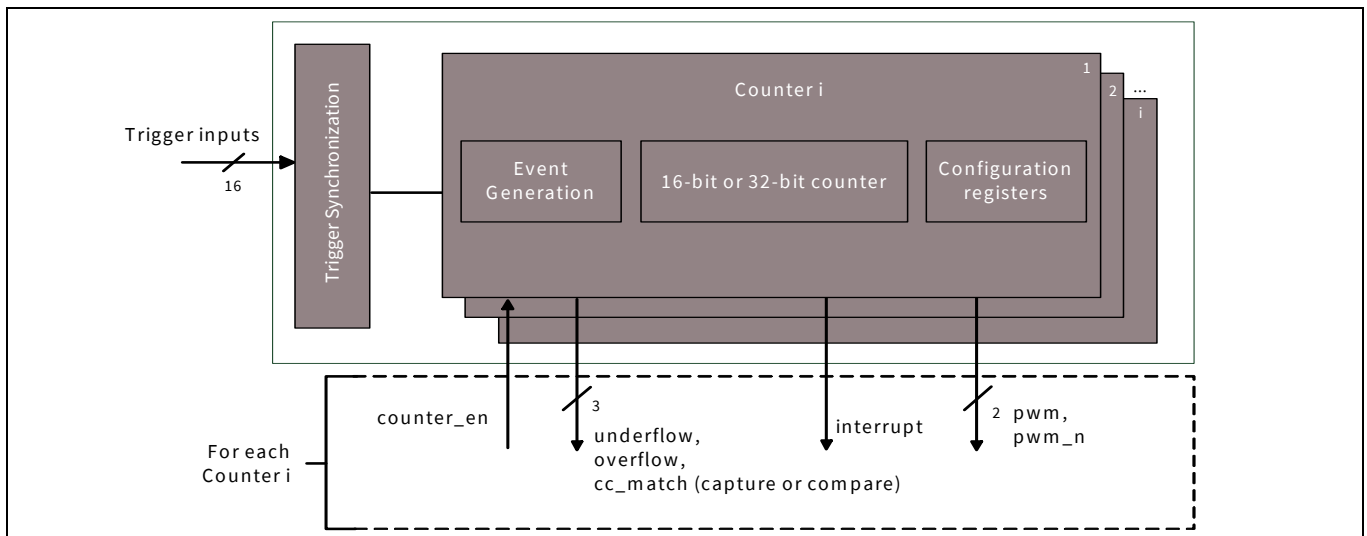 1
Counter i
2
...
i
Trigger Synchronization
Trigger inputs
16
Event
Generation
16-bit or 32-bit counter
Configuration
registers
counter_en
3
underflow,
overflow,
cc_match (capture or compare)
interrupt
2
pwm,
pwm_n
For each
Counter i